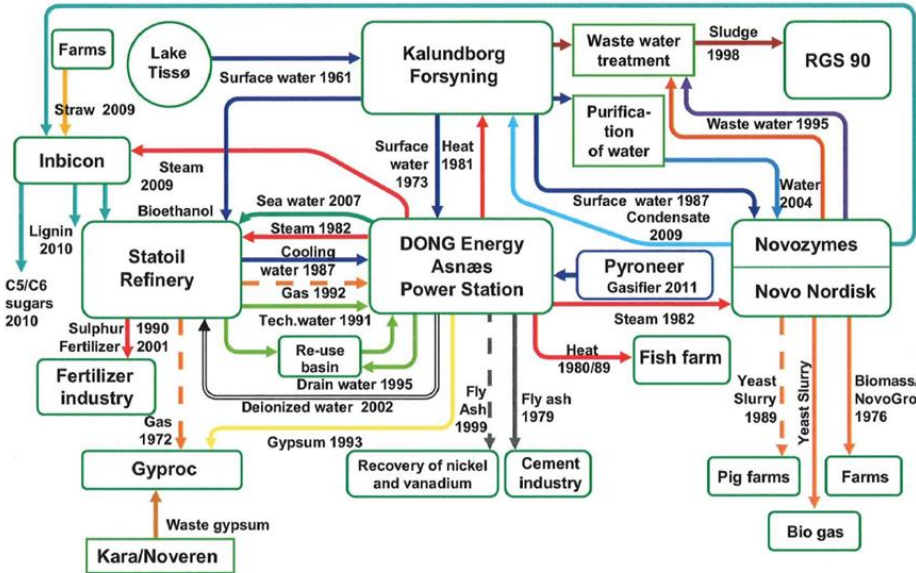 Farms
Lake
Tissø
Surface water 1961
Kalundborg
Forsyning
Waste water
treatment
Sludge
1998
RGS 90
Straw 2009
Purifica-
tion
of water
Waste water 1995
Inbicon
Steam
2009
Surface
water
1973
Heat
1981
Surface water 1987
Condensate
2009
Water
2004
Bioethanol
Lignin
2010
C5/C6
sugars
2010
Statoil
Refinery
Sea water 2007
Steam 1982
Cooling
water 1987
Gas 1992
Tech.water 1991
DONG Energy
Asnæs
Power Station
Pyroneer
Gasifier 2011
Novozymes
Novo Nordisk
Steam 1982
Sulphur 1990
Fertilizer 2001
Fertilizer
industry
Re-use
basin
Drain water 1995
Deionized water 2002
Heat
1980/89
Fish farm
Gas
1972
Gypsum 1993
Fly
Ash
1999
Fly ash
1979
Yeast
Slurry
1989
Yeast Slurry
Biomass/
NovoGro
1976
Gyproc
Recovery of nickel
and vanadium
Cement
industry
Pig farms
Farms
Bio gas
Waste gypsum
Kara/Noveren